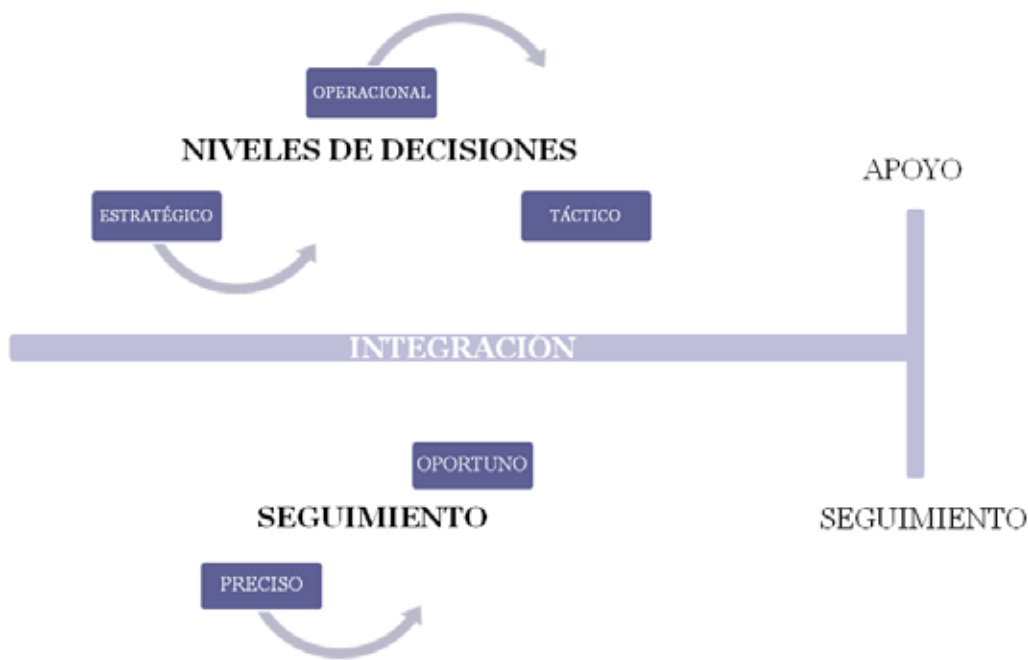 OPERACIONAL
NIVELES DE DECISIONES
APOYO
ESTRATÉGICO
TÁCTICO
INTEGRACIÓN
OPORTUNO
SEGUIMIENTO
SEGUIMIENTO
PRECISO